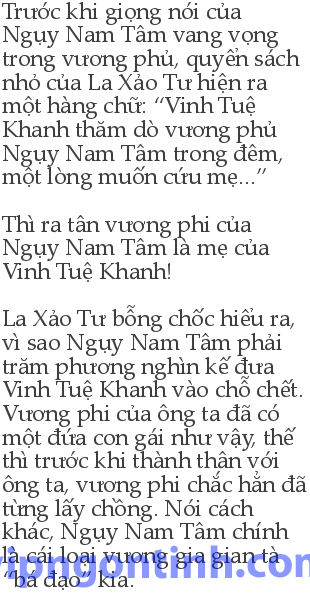 Trước khi giọng nói của
Ngụy Nam Tâm vang vọng
trong vương phủ, quyển sách
nhỏ của La Xảo Tư hiện ra
một hàng chữ: “Vinh Tuệ
Khanh thăm dò vương phủ
Ngụy Nam Tâm trong đêm,
một lòng muốn cứu mẹ...”
Thì ra tân vương phi của
Ngụy Nam Tâm là mẹ của
Vinh Tuệ Khanh!
La Xảo Tư bỗng chốc hiểu ra,
vì sao Ngụy Nam Tâm phải
trăm phương nghìn kế đưa
Vinh Tuệ Khanh vào chỗ chết.
Vương phi của ông ta đã có
một đứa con gái như vậy, thế
thì trước khi thành thân với
ông ta, vương phi chắc hẳn đã
từng lấy chồng. Nói cách
khác, Ngụy Nam Tâm chính
là cái loại vương gia gian tà
“bá đạo” kia.
vipngontinh.com